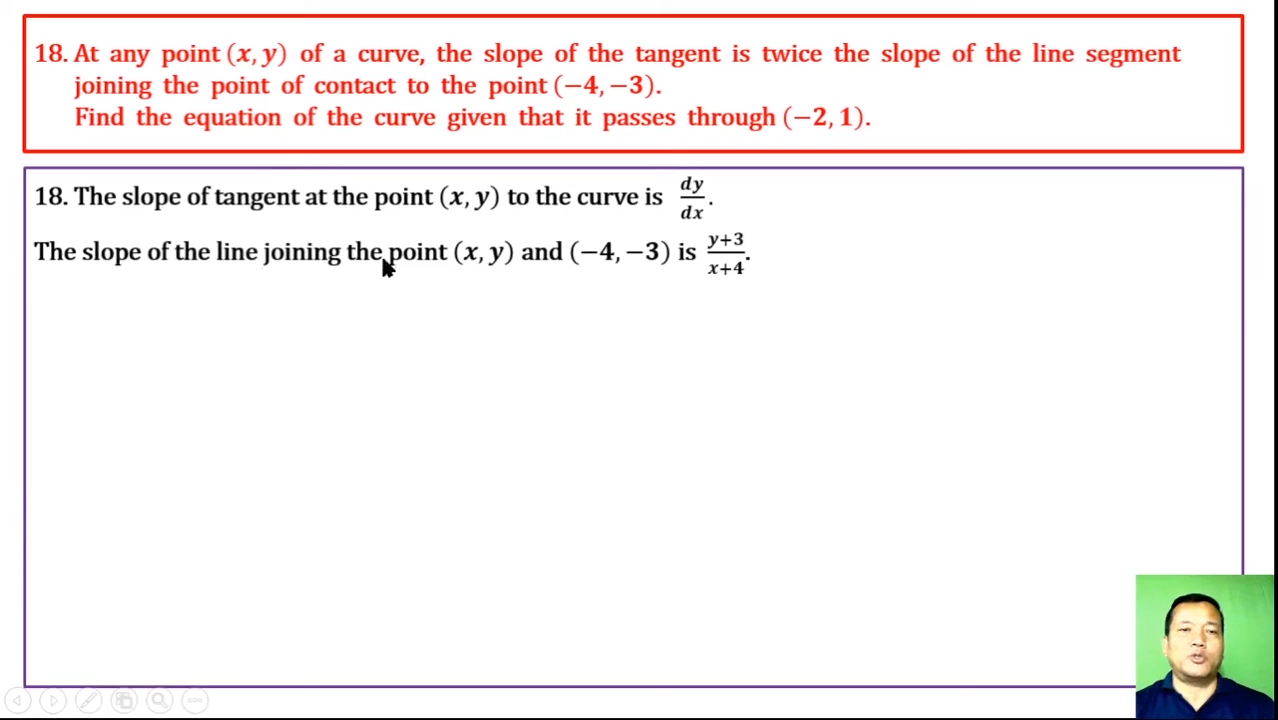 18. At any point (x, y) of a curve, the slope of the tangent is twice the slope of the line segment
joining the point of contact to the point (−4, −3).
Find the equation of the curve given that it passes through (−2, 1).
18. The slope of tangent at the point (x, y) to the curve is dy/dx.
The slope of the line joining the point (x, y) and (−4, −3) is y+3/x+4.